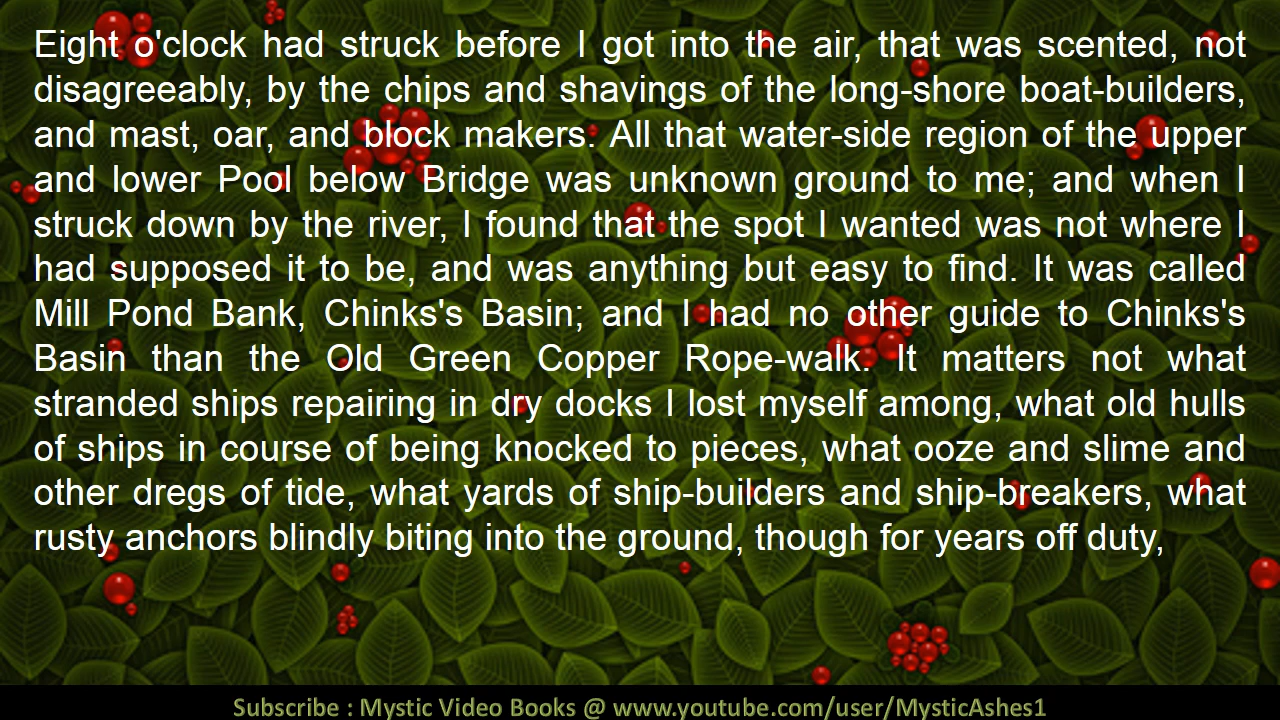 Eight o'clock had struck before I got into the air, that was scented, not
disagreeably, by the chips and shavings of the long-shore boat-builders,
and mast, oar, and block makers. All that water-side region of the upper
and lower Pool below Bridge was unknown ground to me; and when I
struck down by the river, I found that the spot I wanted was not where I
had supposed it to be, and was anything but easy to find. It was called
Mill Pond Bank, Chinks's Basin; and I had no other guide to Chinks's
Basin than the Old Green Copper Rope-walk. It matters not what
stranded ships repairing in dry docks I lost myself among, what old hulls
of ships in course of being knocked to pieces, what ooze and slime and
other dregs of tide, what yards of ship-builders and ship-breakers, what
rusty anchors blindly biting into the ground, though for years off duty,
Subscribe : Mystic Video Books @ www.youtube.com/user/MysticAshes1